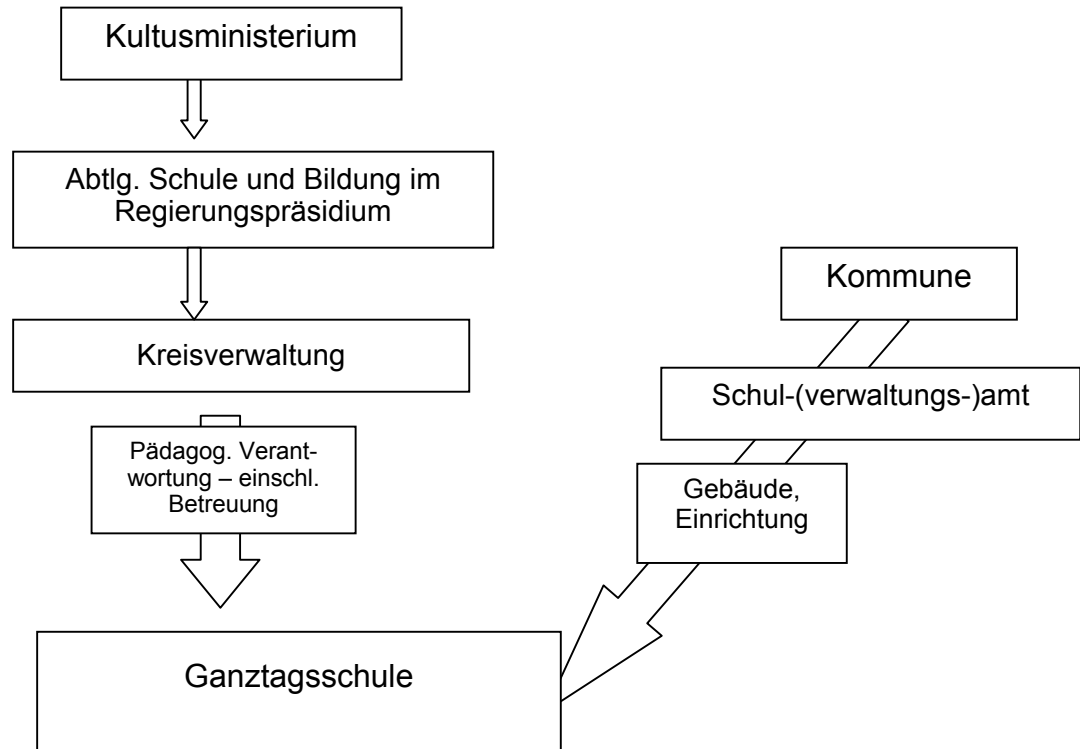 Kultusministerium
Abtlg. Schule und Bildung im
Regierungspräsidium
Kommune
Kreisverwaltung
Schul-(verwaltungs-)amt
Pädagog. Verant-
wortung – einschl.
Betreuung
Gebäude,
Einrichtung
Ganztagsschule